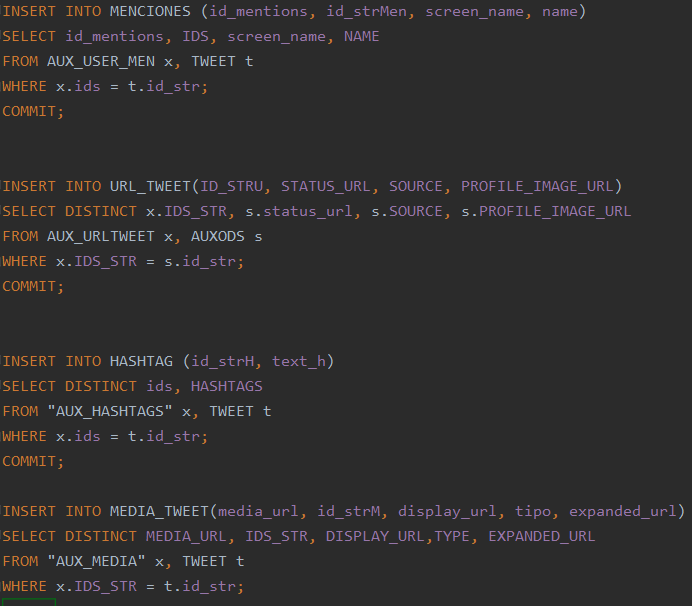 INSERT INTO MENCIONES (id_mentions, id_strMen, screen_name, name)
SELECT id_mentions, IDS, screen_name, NAME
FROM AUX_USER_MEN x, TWEET t
WHERE x.ids = t.id_str;
COMMIT;
INSERT INTO URL_TWEET(ID_STRU, STATUS_URL, SOURCE, PROFILE_IMAGE_URL)
SELECT DISTINCT x.IDS_STR, s.status_url, s.SOURCE, s.PROFILE_IMAGE_URL
FROM AUX_URLTWEET x, AUXODS s
WHERE x.IDS_STR = s.id_str;
COMMIT;
INSERT INTO HASHTAG (id_strH, text_h)
SELECT DISTINCT ids, HASHTAGS
FROM "AUX_HASHTAGS" x, TWEET t
WHERE x.ids = t.id_str;
COMMIT;
INSERT INTO MEDIA_TWEET(media_url, id_strM, display_url, tipo, expanded_url)
SELECT DISTINCT MEDIA_URL, IDS_STR, DISPLAY_URL,TYPE, EXPANDED_URL
FROM "AUX_MEDIA" x, TWEET t
WHERE x.IDS_STR = t.id_str;